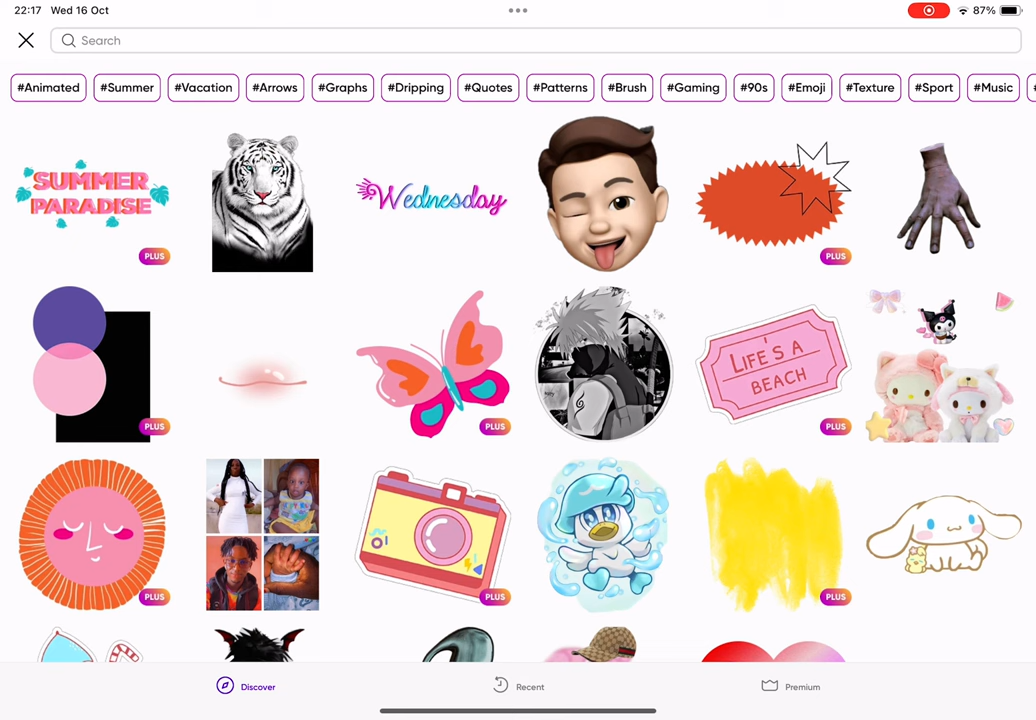 22:17 Wed 16 Oct
87%
Search
#Animated #Summer #Vacation #Arrows #Graphs #Dripping #Quotes #Patterns #Brush #Gaming #90s #Emoji #Texture #Sport #Music #
SUMMER
PARADISE
PLUS
Wednesday
PLUS
PLUS
PLUS
LIFE'S A
BEACH
PLUS
PLUS
PLUS
PLUS
Discover Recent Premium